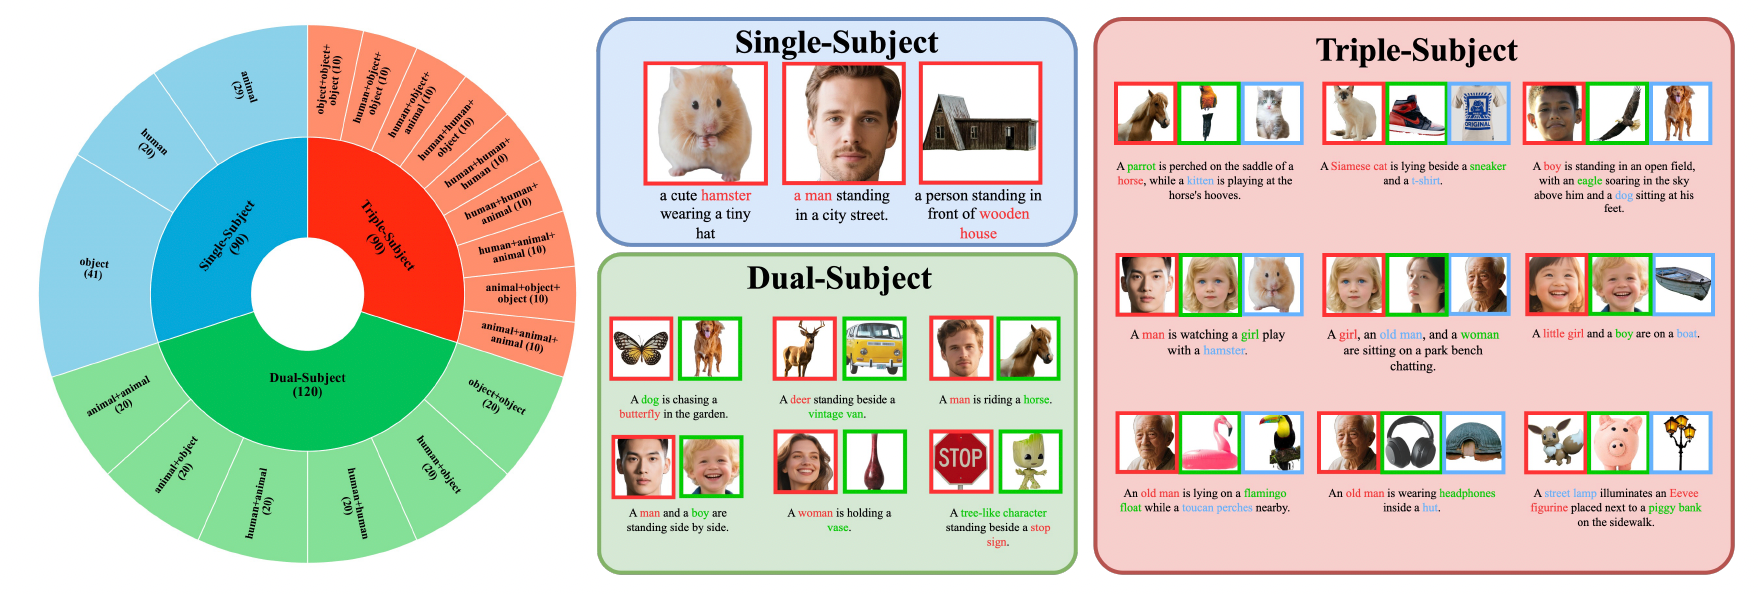 animal
(29)
human
(20)
object
(41)
Single-Subject
(90)
object+object+
object (10)
human+object+
object (10)
human+object+
animal (10)
human+human+
object (10)
human+human+
human (10)
human+human+
animal (10)
human+animal+
animal (10)
animal+object+
object (10)
animal+animal+
animal (10)
Triple-Subject
(90)
Dual-Subject
(120)
animal+animal
(20)
animal+object
(20)
human+animal
(20)
human+human
(20)
human+object
(20)
object+object
(20)
Single-Subject
a cute hamster
wearing a tiny
hat
a man standing
in a city street.
a person standing in
front of wooden
house
Dual-Subject
A dog is chasing a
butterfly in the garden.
A deer standing beside a
vintage van.
A man is riding a horse.
STOP
A man and a boy are
standing side by side.
A woman is holding a
vase.
A tree-like character
standing beside a stop
sign.
Triple-Subject
ORIGINAL
A parrot is perched on the saddle of a
horse, while a kitten is playing at the
horse's hooves.
A Siamese cat is lying beside a sneaker
and a t-shirt.
A boy is standing in an open field,
with an eagle soaring in the sky
above him and a dog sitting at his
feet.
A man is watching a girl play
with a hamster.
A girl, an old man, and a woman
are sitting on a park bench
chatting.
A little girl and a boy are on a boat.
An old man is lying on a flamingo
float while a toucan perches nearby.
An old man is wearing headphones
inside a hut.
A street lamp illuminates an Eevee
figurine placed next to a piggy bank
on the sidewalk.